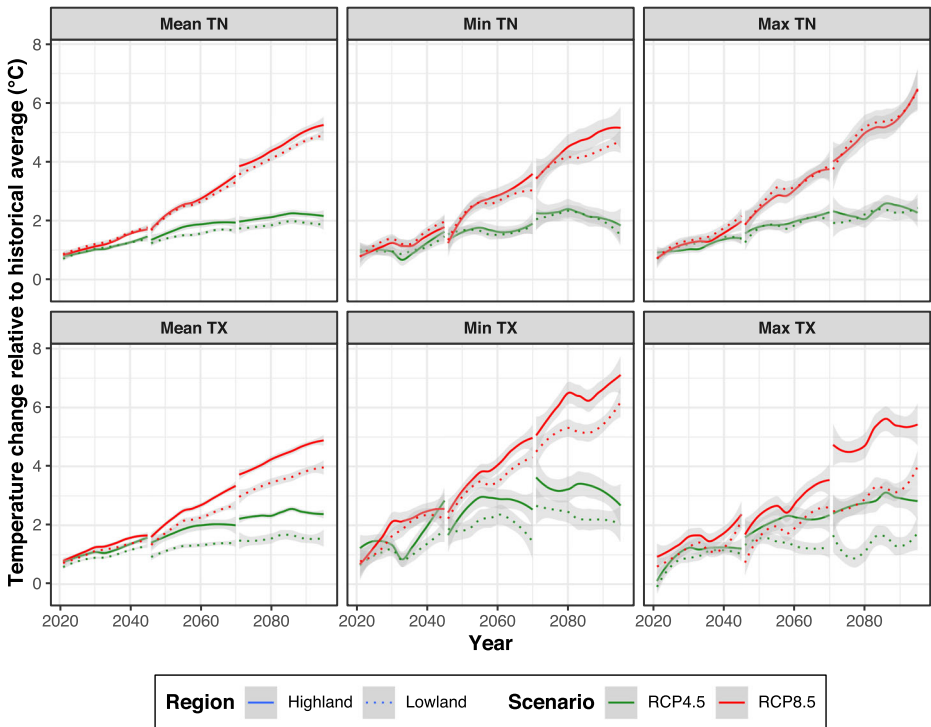 Mean TN Min TN Max TN
8
6
4
2
0
Mean TX Min TX Max TX
8
6
4
2
0
2020 2040 2060 2080 2020 2040 2060 2080 2020 2040 2060 2080
Temperature change relative to historical average (°C)
Year
Region Highland Lowland Scenario RCP4.5 RCP8.5